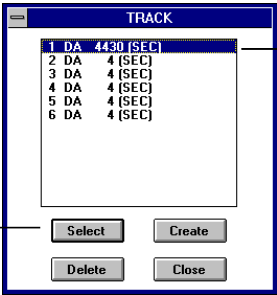 TRACK
1 DA 4430 (SEC)
2 DA 4 (SEC)
3 DA 4 (SEC)
4 DA 4 (SEC)
5 DA 4 (SEC)
6 DA 4 (SEC)
Select Create
Delete Close